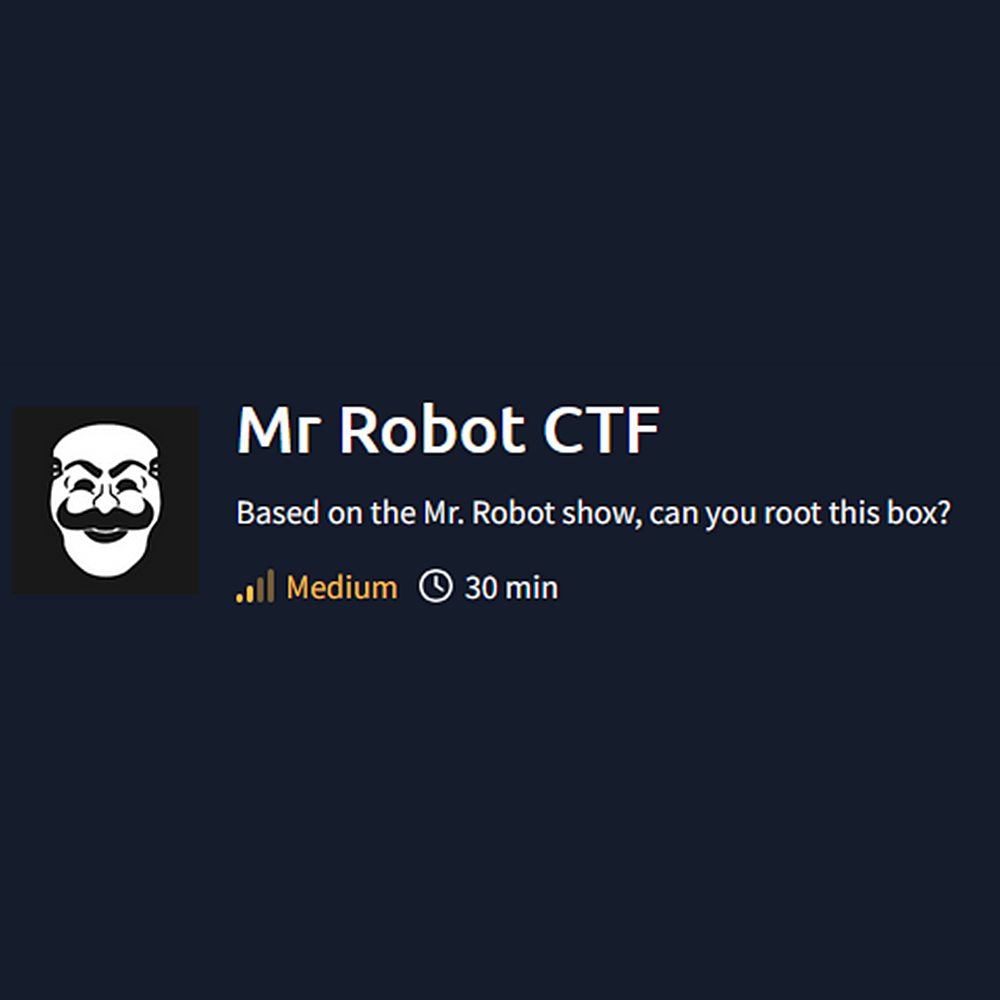 Mr Robot CTF
Based on the Mr. Robot show, can you root this box?
Medium 30 min